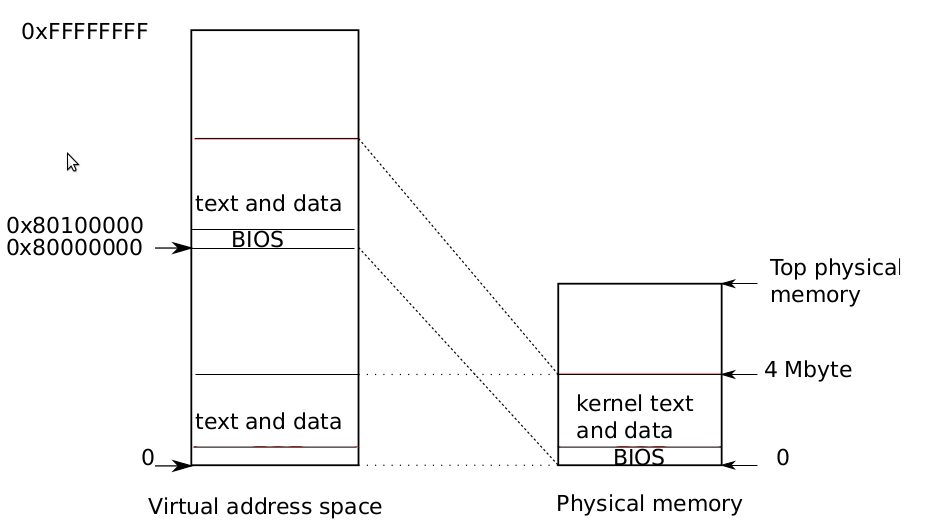 0xFFFFFFFF
text and data
0x80100000
BIOS
0x80000000
Top physical
memory
4 Mbyte
kernel text
and data
text and data
BIOS
0
0
Virtual address space
Physical memory